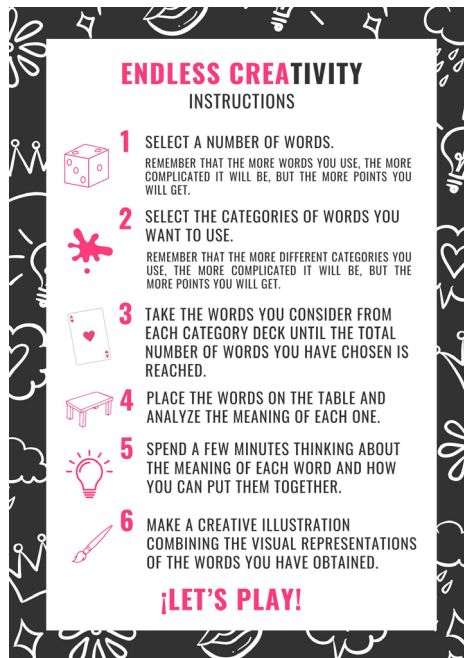 ENDLESS CREATIVITY
INSTRUCTIONS
1 SELECT A NUMBER OF WORDS.
REMEMBER THAT THE MORE WORDS YOU USE, THE MORE
COMPLICATED IT WILL BE, BUT THE MORE POINTS YOU
WILL GET.
2 SELECT THE CATEGORIES OF WORDS YOU
WANT TO USE.
REMEMBER THAT THE MORE DIFFERENT CATEGORIES YOU
USE, THE MORE COMPLICATED IT WILL BE, BUT THE
MORE POINTS YOU WILL GET.
3 TAKE THE WORDS YOU CONSIDER FROM
EACH CATEGORY DECK UNTIL THE TOTAL
NUMBER OF WORDS YOU HAVE CHOSEN IS
REACHED.
4 PLACE THE WORDS ON THE TABLE AND
ANALYZE THE MEANING OF EACH ONE.
5 SPEND A FEW MINUTES THINKING ABOUT
THE MEANING OF EACH WORD AND HOW
YOU CAN PUT THEM TOGETHER.
6 MAKE A CREATIVE ILLUSTRATION
COMBINING THE VISUAL REPRESENTATIONS
OF THE WORDS YOU HAVE OBTAINED.
¡LET'S PLAY!